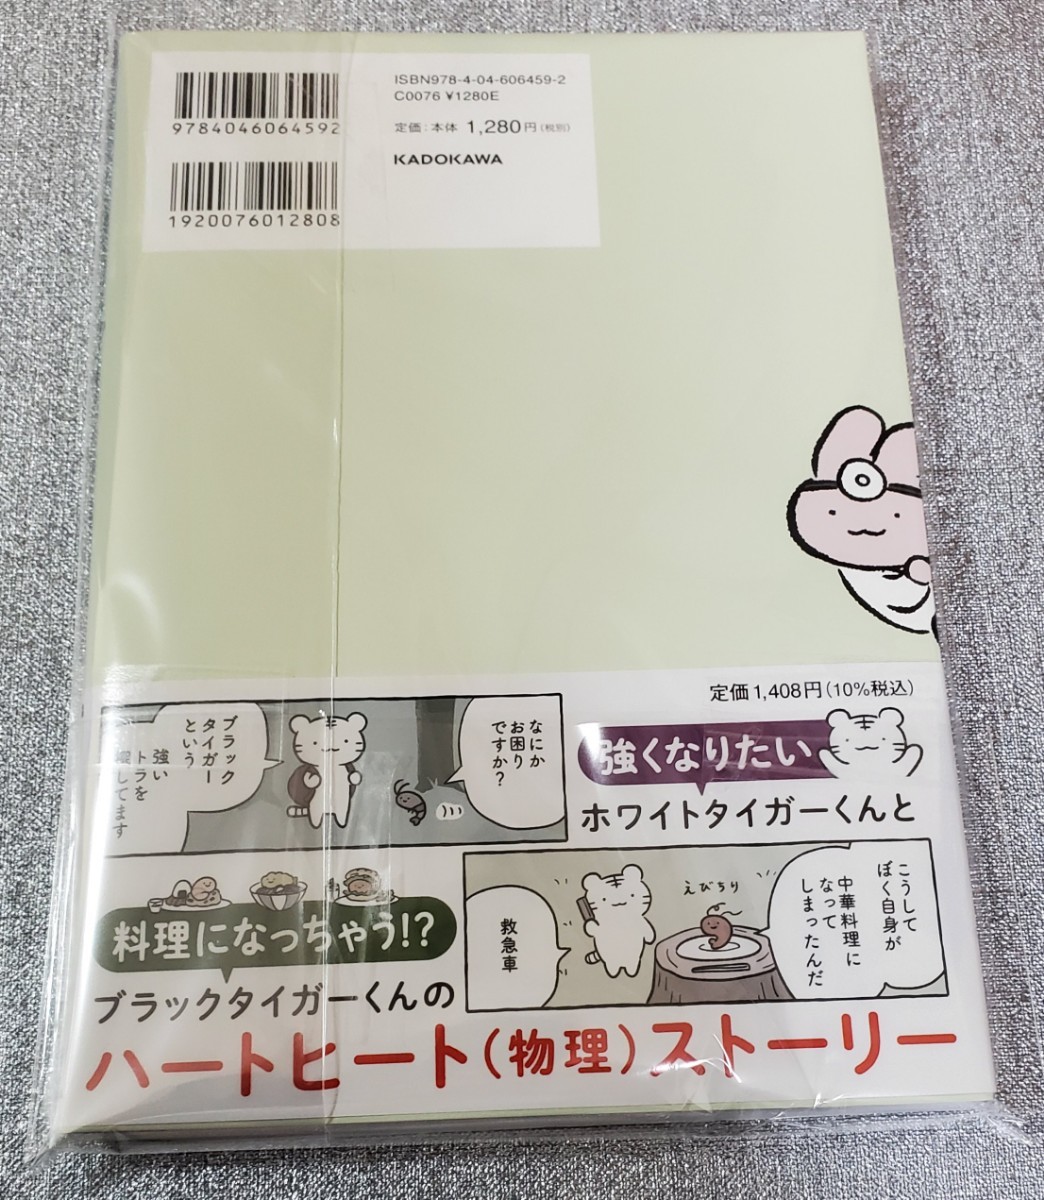 ISBN978-4-04-606459-2
C0076 ¥1280E
定価:本体 1,280円(税別)
KADOKAWA
9784046064592
1920076012808
定価1,408円(10%税込)
なにか
お困り
ですか?
ブラック
タイガー
という
強い
トラを
探してます
強くなりたい
ホワイトタイガーくんと
こうして
ぼく自身が
中華料理に
なって
しまったんだ
えびちり
救急車
料理になっちゃう!?
ブラックタイガーくんの
ハートヒート(物理)ストーリー